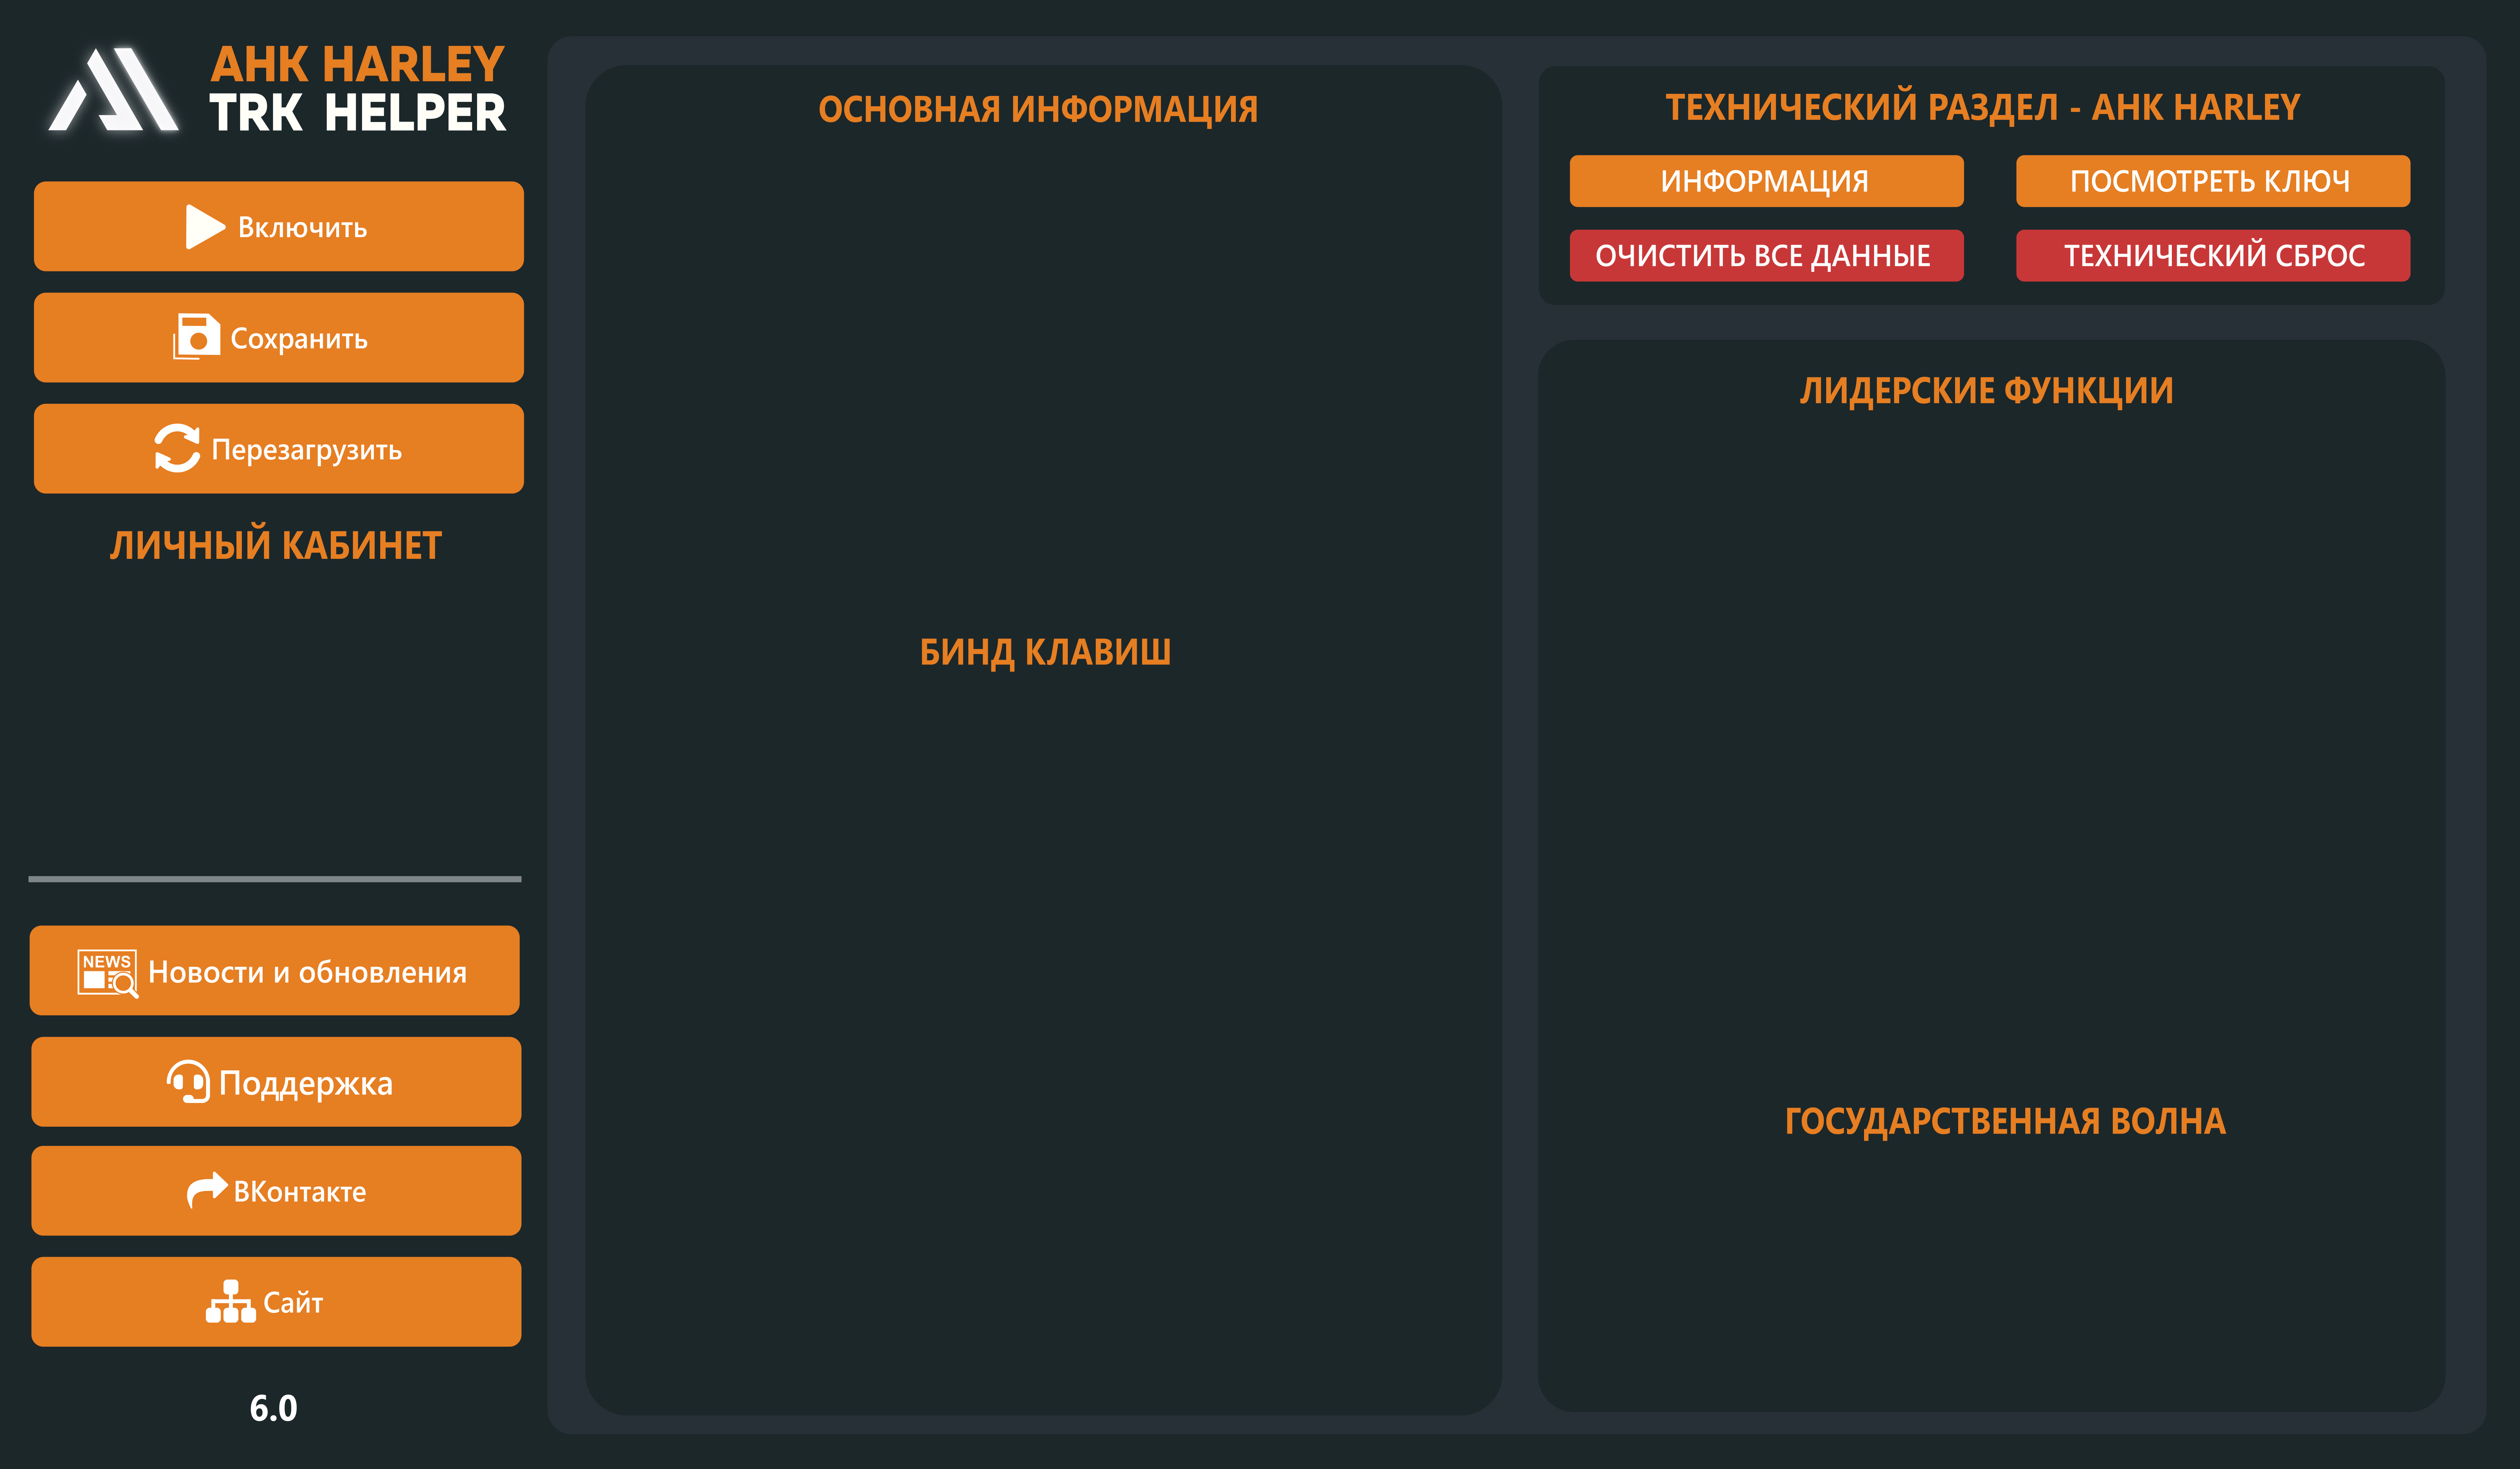 AHK HARLEY
TRK HELPER
Включить
Сохранить
Перезагрузить
ЛИЧНЫЙ КАБИНЕТ
NEWS
Новости и обновления
Поддержка
ВКонтакте
Сайт
6.0
ОСНОВНАЯ ИНФОРМАЦИЯ
БИНД КЛАВИШ
ТЕХНИЧЕСКИЙ РАЗДЕЛ - AHK HARLEY
ИНФОРМАЦИЯ
ПОСМОТРЕТЬ КЛЮЧ
ОЧИСТИТЬ ВСЕ ДАННЫЕ
ТЕХНИЧЕСКИЙ СБРОС
ЛИДЕРСКИЕ ФУНКЦИИ
ГОСУДАРСТВЕННАЯ ВОЛНА